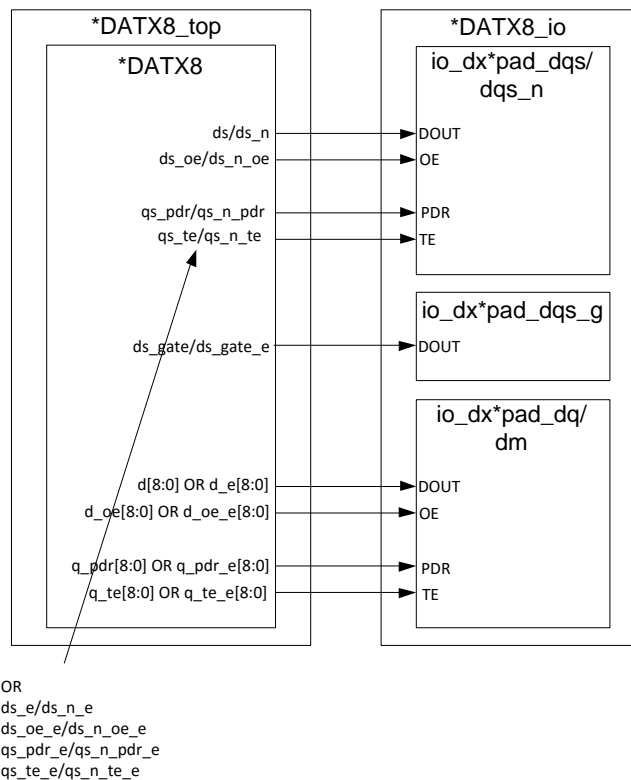 *DATX8_top
*DATX8_io
*DATX8
io_dx*pad_dqs/
dqs_n
ds/ds_n
DOUT
ds_oe/ds_n_oe
OE
qs_pdr/qs_n_pdr
PDR
qs_te/qs_n_te
TE
io_dx*pad_dqs_g
ds_gate/ds_gate_e
DOUT
io_dx*pad_dq/
dm
d[8:0] OR d_e[8:0]
DOUT
d_oe[8:0] OR d_oe_e[8:0]
OE
q_pdr[8:0] OR q_pdr_e[8:0]
PDR
q_te[8:0] OR q_te_e[8:0]
TE
OR
ds_e/ds_n_e
ds_oe_e/ds_n_oe_e
qs_pdr_e/qs_n_pdr_e
qs_te_e/qs_n_te_e